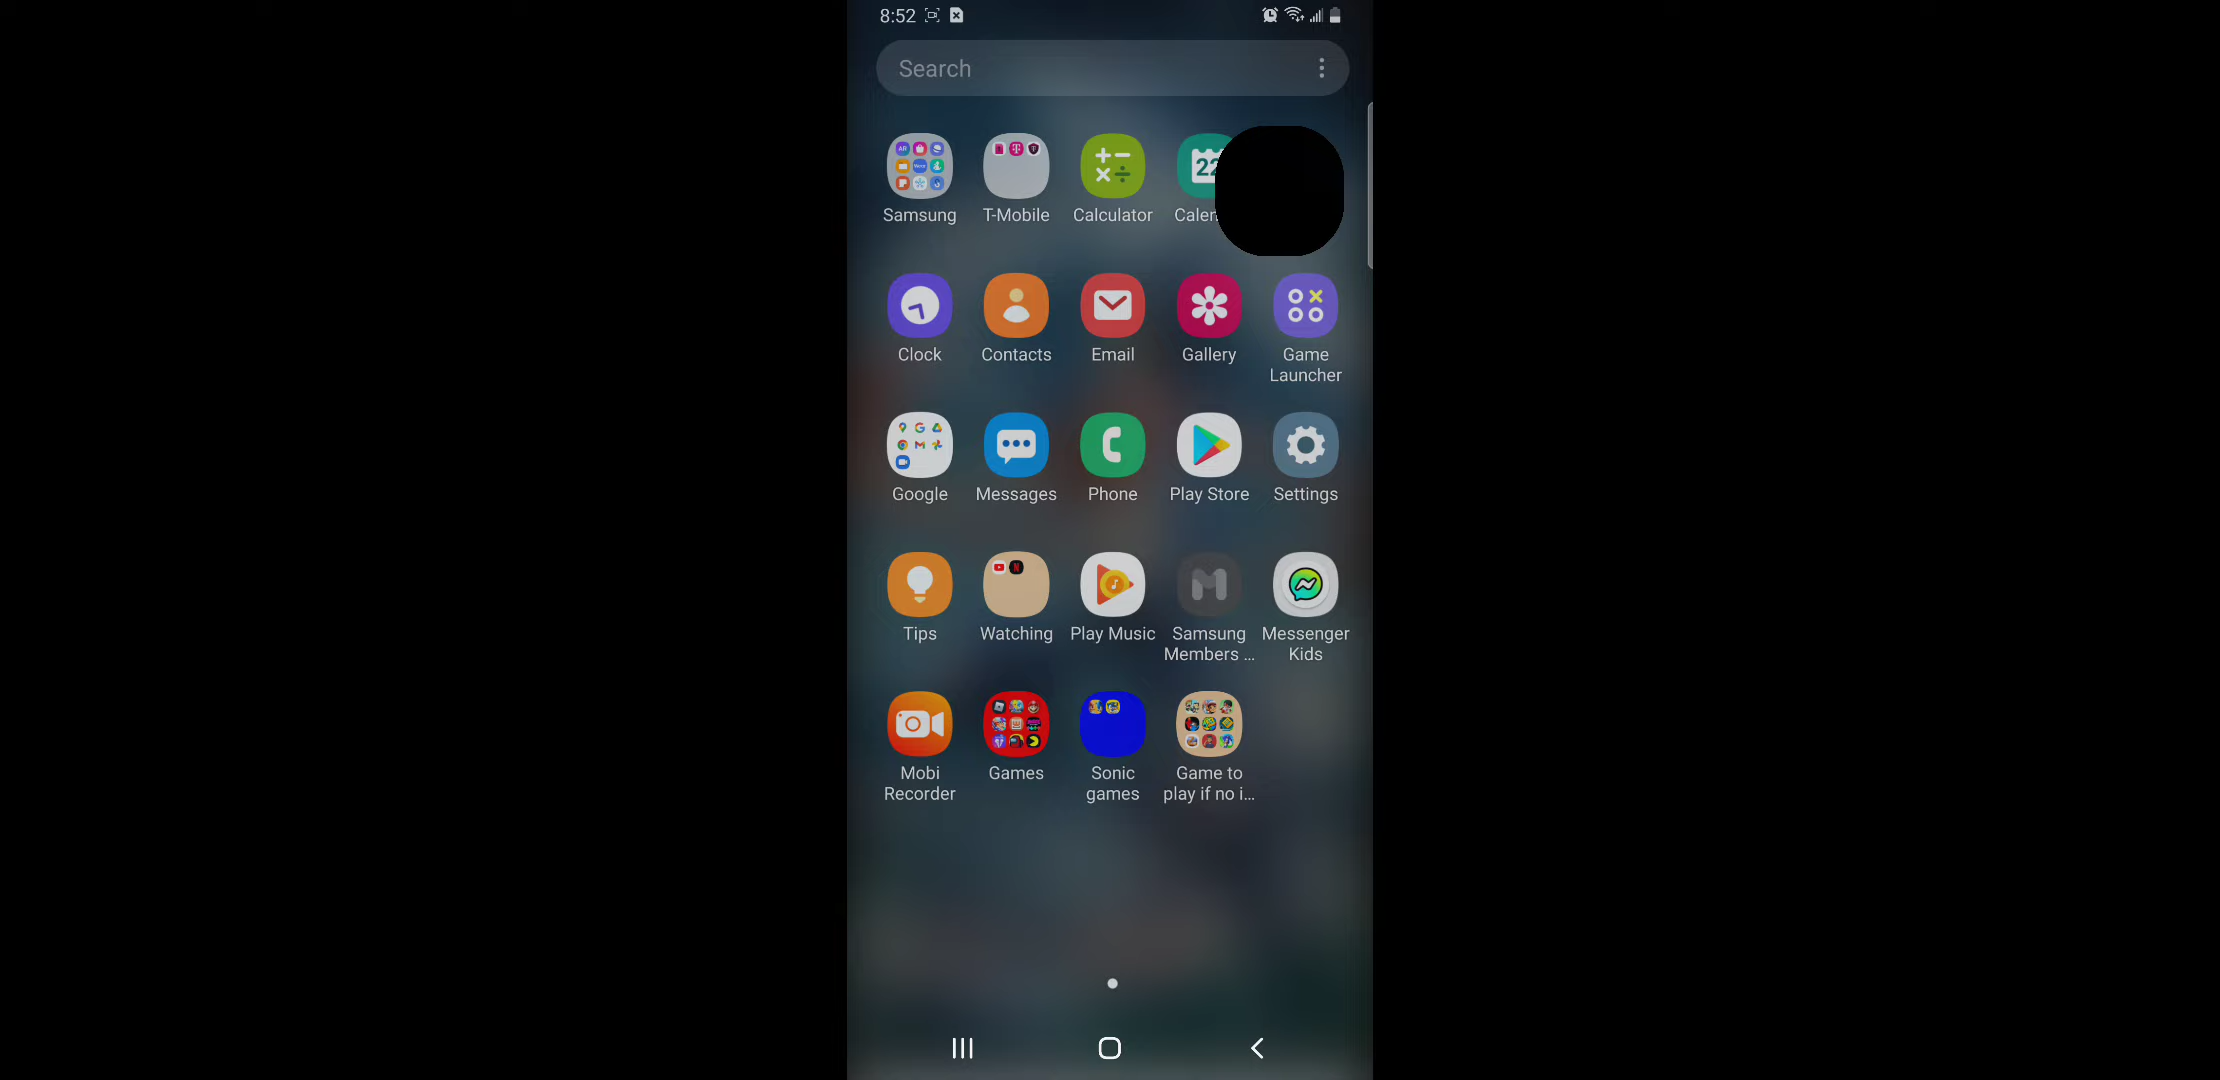 8:52
Search
Samsung
T-Mobile
Calculator
22
Clock
Contacts
Email
Gallery
Game
Launcher
Google
Messages
Phone
Play Store
Settings
Tips
Watching
Play Music
Samsung
Members ...
Messenger
Kids
Mobi
Recorder
Games
Sonic
games
Game to
play if no i...